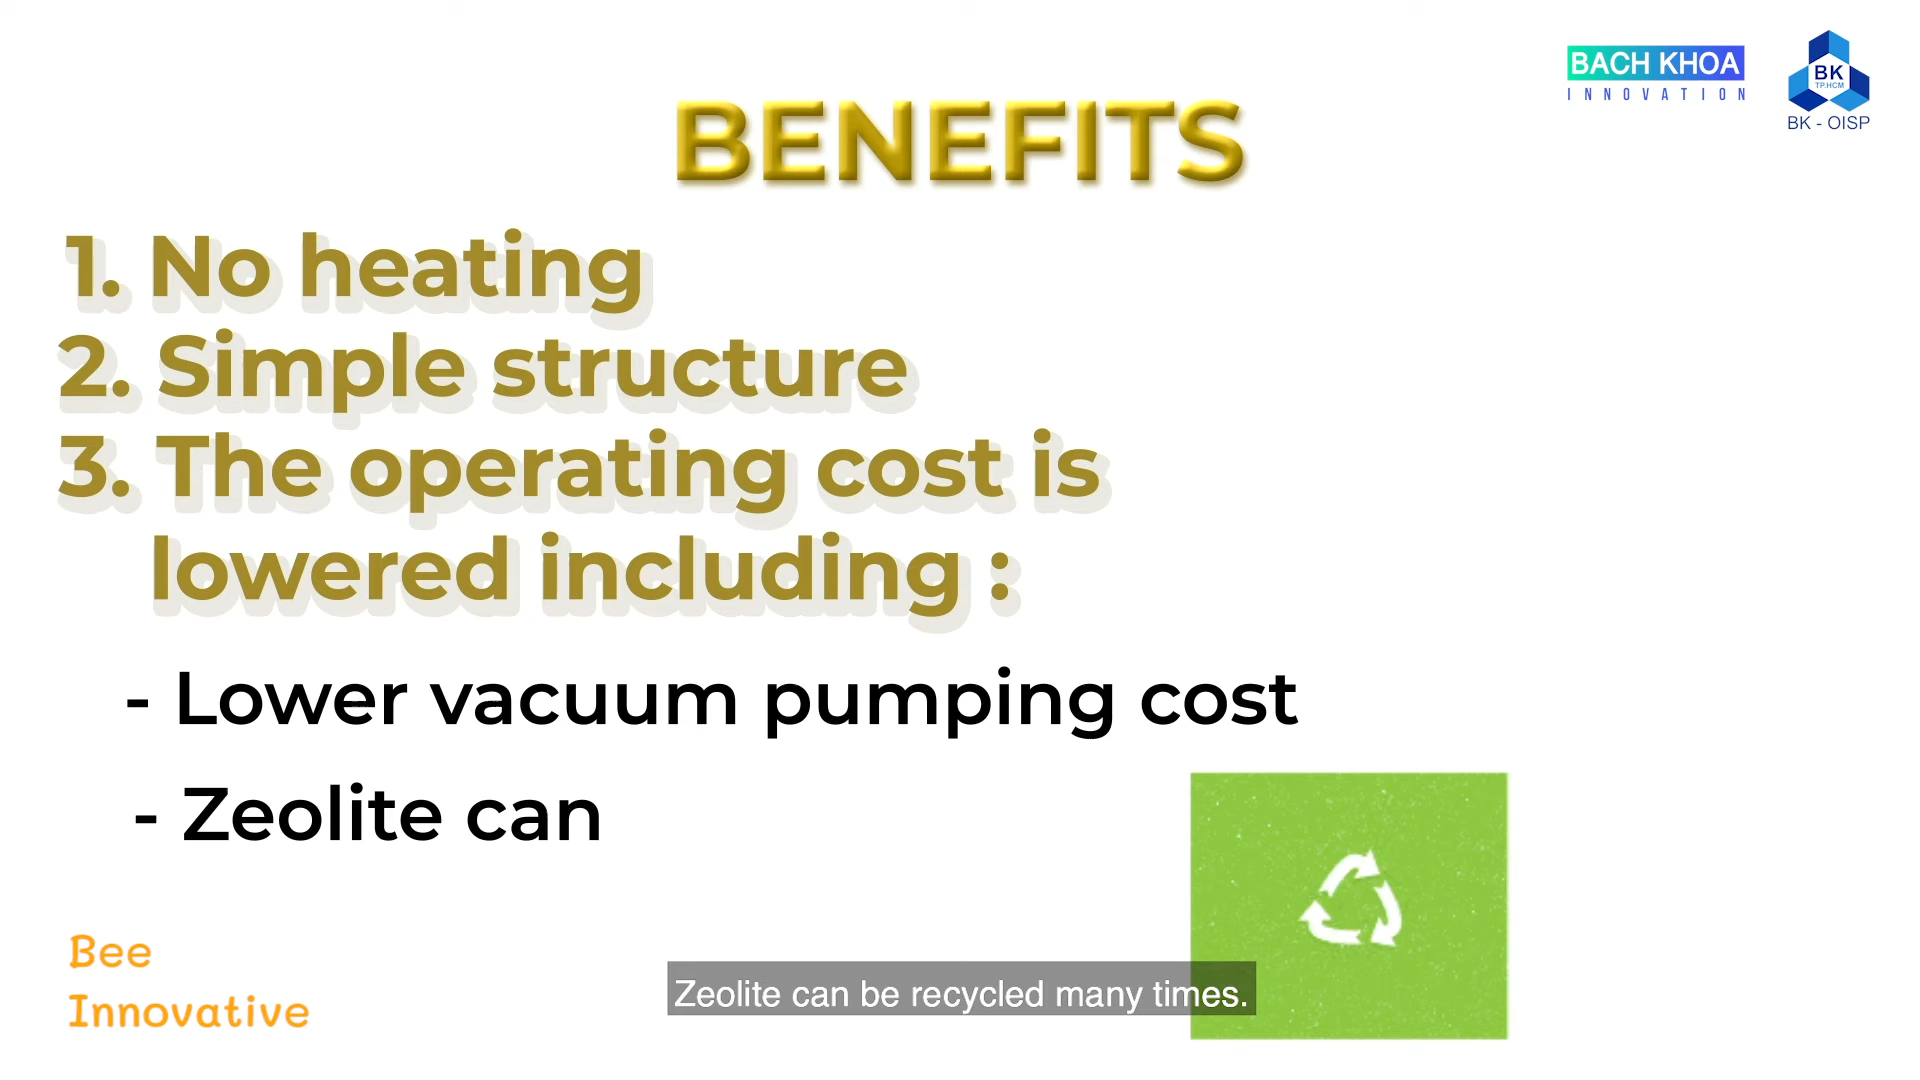 BACH KHOA
INNOVATION
BK
TP.HCM
BK - OISP
BENEFITS
1. No heating
2. Simple structure
3. The operating cost is
lowered including :
- Lower vacuum pumping cost
- Zeolite can
Bee
Innovative
Zeolite can be recycled many times.